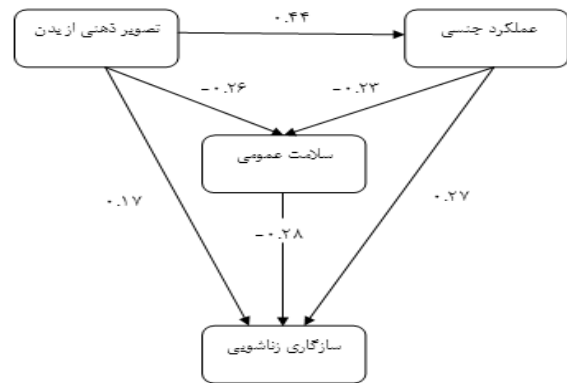 ۰.۴۴
عملکرد جنسی
تصویر ذهنی از بدن
-۰.۲۳
-۰.۲۶
سلامت عمومی
۰.۲۷
-۰.۲۸
۰.۱۷
سازگاری زناشویی